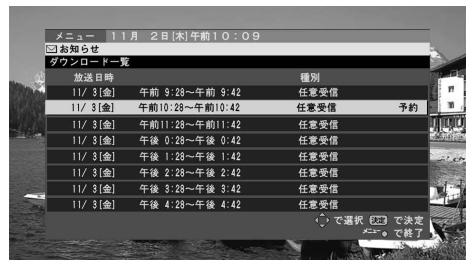 メニュー 11月 2日[木]午前10:09
お知らせ
ダウンロード一覧
放送日時 種別
11/ 3[金] 午前 9:28～午前 9:42 任意受信
11/ 3[金] 午前10:28～午前10:42 任意受信 予約
11/ 3[金] 午前11:28～午前11:42 任意受信
11/ 3[金] 午後 0:28～午後 0:42 任意受信
11/ 3[金] 午後 1:28～午後 1:42 任意受信
11/ 3[金] 午後 2:28～午後 2:42 任意受信
11/ 3[金] 午後 3:28～午後 3:42 任意受信
11/ 3[金] 午後 4:28～午後 4:42 任意受信
で選択 決定 で決定
メニュー で終了